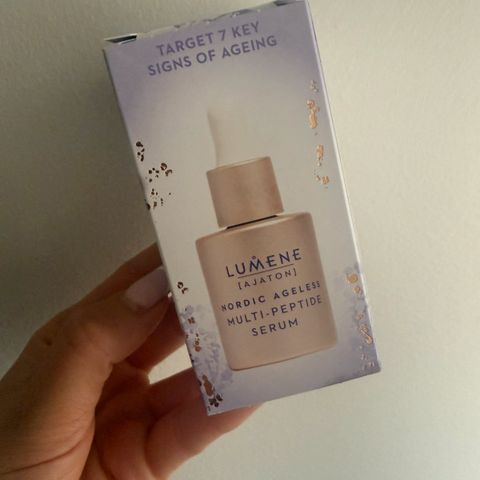 TARGET 7 KEY
SIGNS OF AGEING
LUMENE
[AJATON]
NORDIC AGELESS
MULTI-PEPTIDE
SERUM